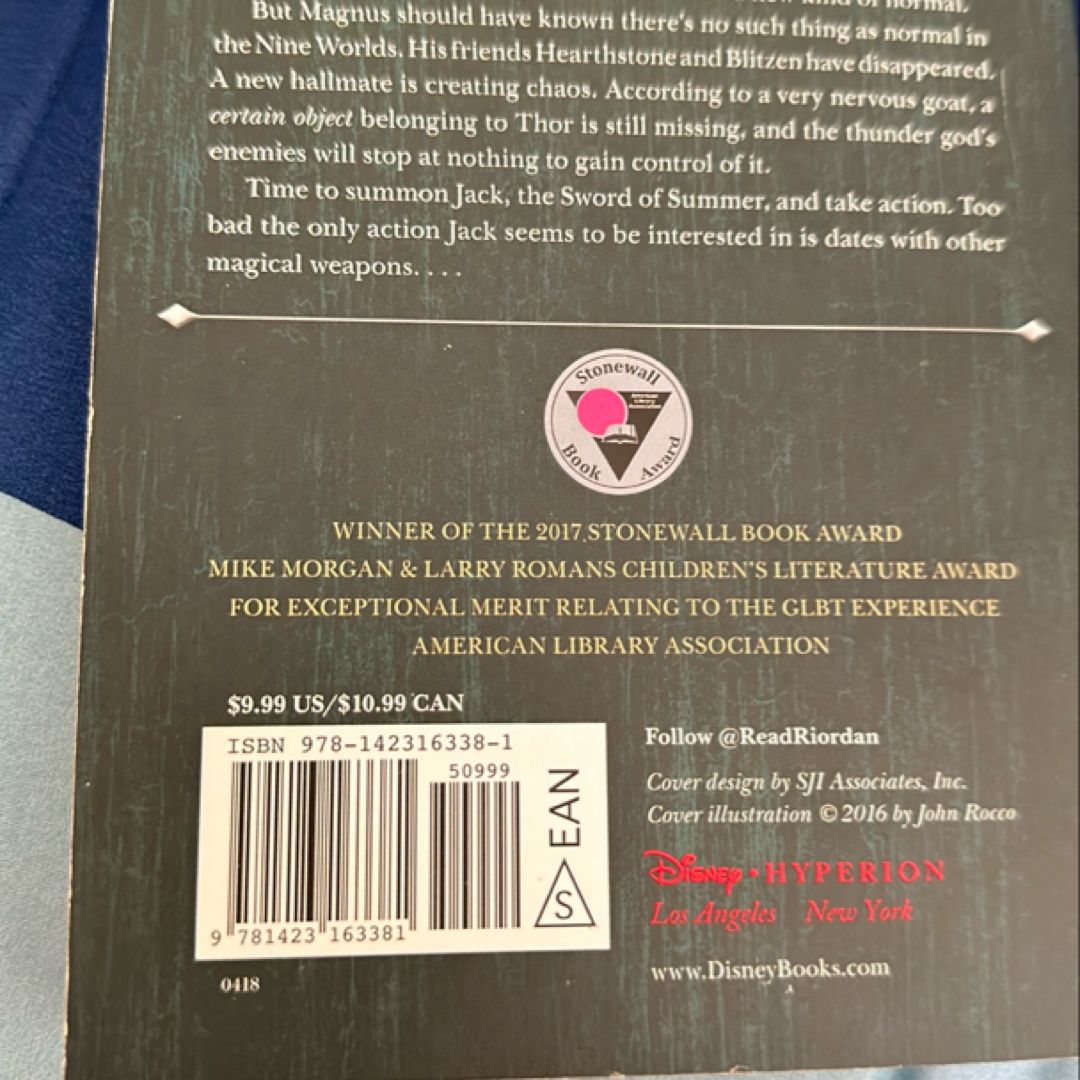 normal.
But Magnus should have known there's no such thing as normal in
the Nine Worlds. His friends Hearthstone and Blitzen have disappeared.
A new hallmate is creating chaos. According to a very nervous goat, a
certain object belonging to Thor is still missing, and the thunder god's
enemies will stop at nothing to gain control of it.
Time to summon Jack, the Sword of Summer, and take action. Too
bad the only action Jack seems to be interested in is dates with other
magical weapons. . . .
Stonewall
American
Library
Association
Book Award
WINNER OF THE 2017 STONEWALL BOOK AWARD
MIKE MORGAN & LARRY ROMANS CHILDREN'S LITERATURE AWARD
FOR EXCEPTIONAL MERIT RELATING TO THE GLBT EXPERIENCE
AMERICAN LIBRARY ASSOCIATION
$9.99 US/$10.99 CAN
ISBN 978-142316338-1
50999
EAN
S
9 781423 163381
0418
Follow @ReadRiordan
Cover design by SJI Associates, Inc.
Cover illustration © 2016 by John Rocco
Disney • HYPERION
Los Angeles New York
www.DisneyBooks.com